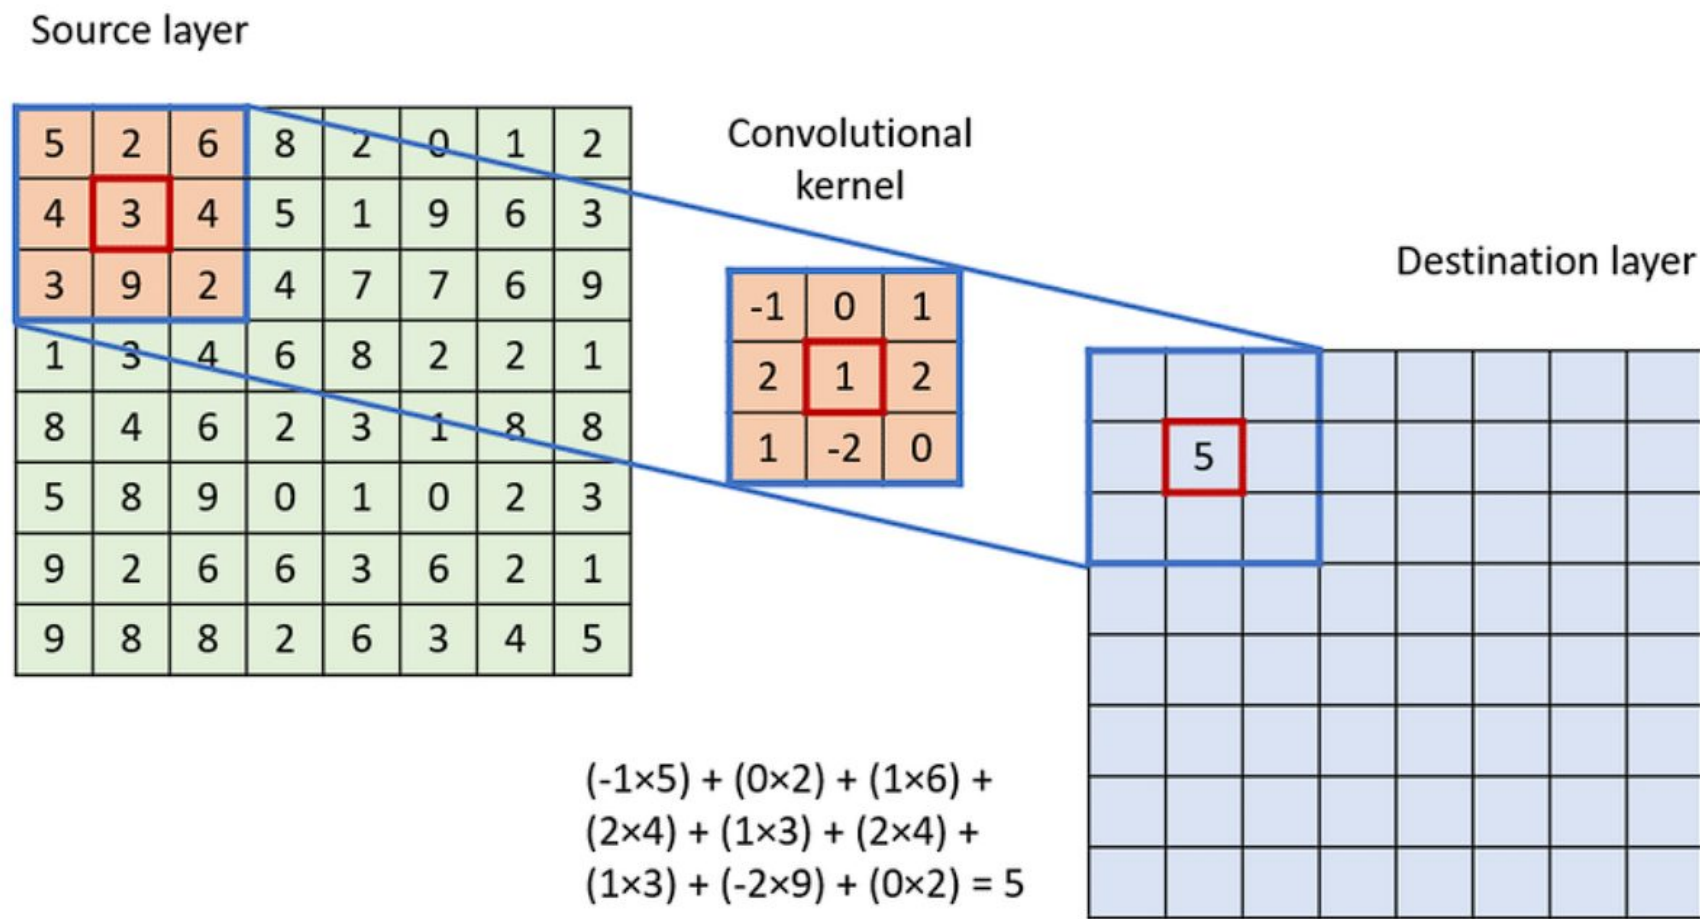 Source layer
5 2 6 8 2 0 1 2
4 3 4 5 1 9 6 3
3 9 2 4 7 7 6 9
1 3 4 6 8 2 2 1
8 4 6 2 3 1 8 8
5 8 9 0 1 0 2 3
9 2 6 6 3 6 2 1
9 8 8 2 6 3 4 5
Convolutional
kernel
-1 0 1
2 1 2
1 -2 0
Destination layer
5
(-1×5) + (0×2) + (1×6) +
(2×4) + (1×3) + (2×4) +
(1×3) + (-2×9) + (0×2) = 5